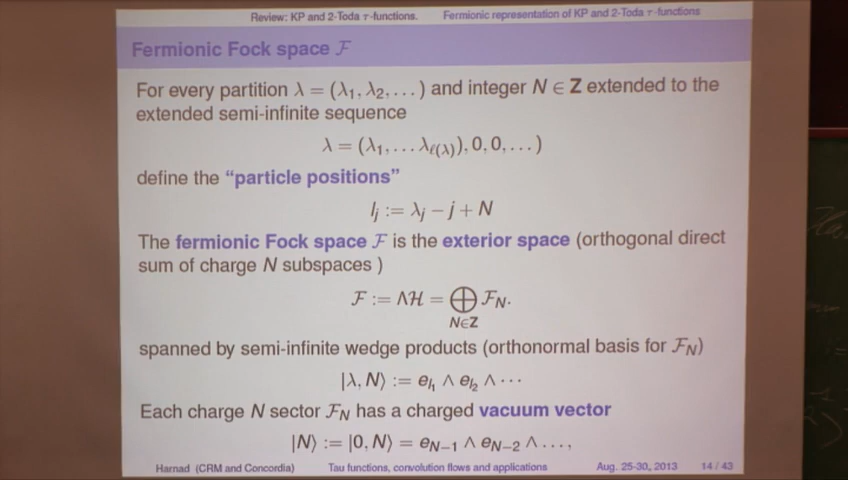 Review: KP and 2-Toda τ-functions. Fermionic representation of KP and 2-Toda τ-functions
Fermionic Fock space ℱ
For every partition λ = (λ₁, λ₂, . . . ) and integer N ∈ Z extended to the
extended semi-infinite sequence
λ = (λ₁, . . . λ_{ℓ(λ)}), 0, 0, . . . )
define the “particle positions”
l_j := λ_j − j + N
The fermionic Fock space ℱ is the exterior space (orthogonal direct
sum of charge N subspaces )
ℱ := Λℋ = ⊕_{N∈Z} ℱ_N.
spanned by semi-infinite wedge products (orthonormal basis for ℱ_N)
|λ, N⟩ := e_{l₁} ∧ e_{l₂} ∧ · · ·
Each charge N sector ℱ_N has a charged vacuum vector
|N⟩ := |0, N⟩ = e_{N−1} ∧ e_{N−2} ∧ . . . ,
Harnad (CRM and Concordia) Tau functions, convolution flows and applications Aug. 25-30, 2013 14 / 43